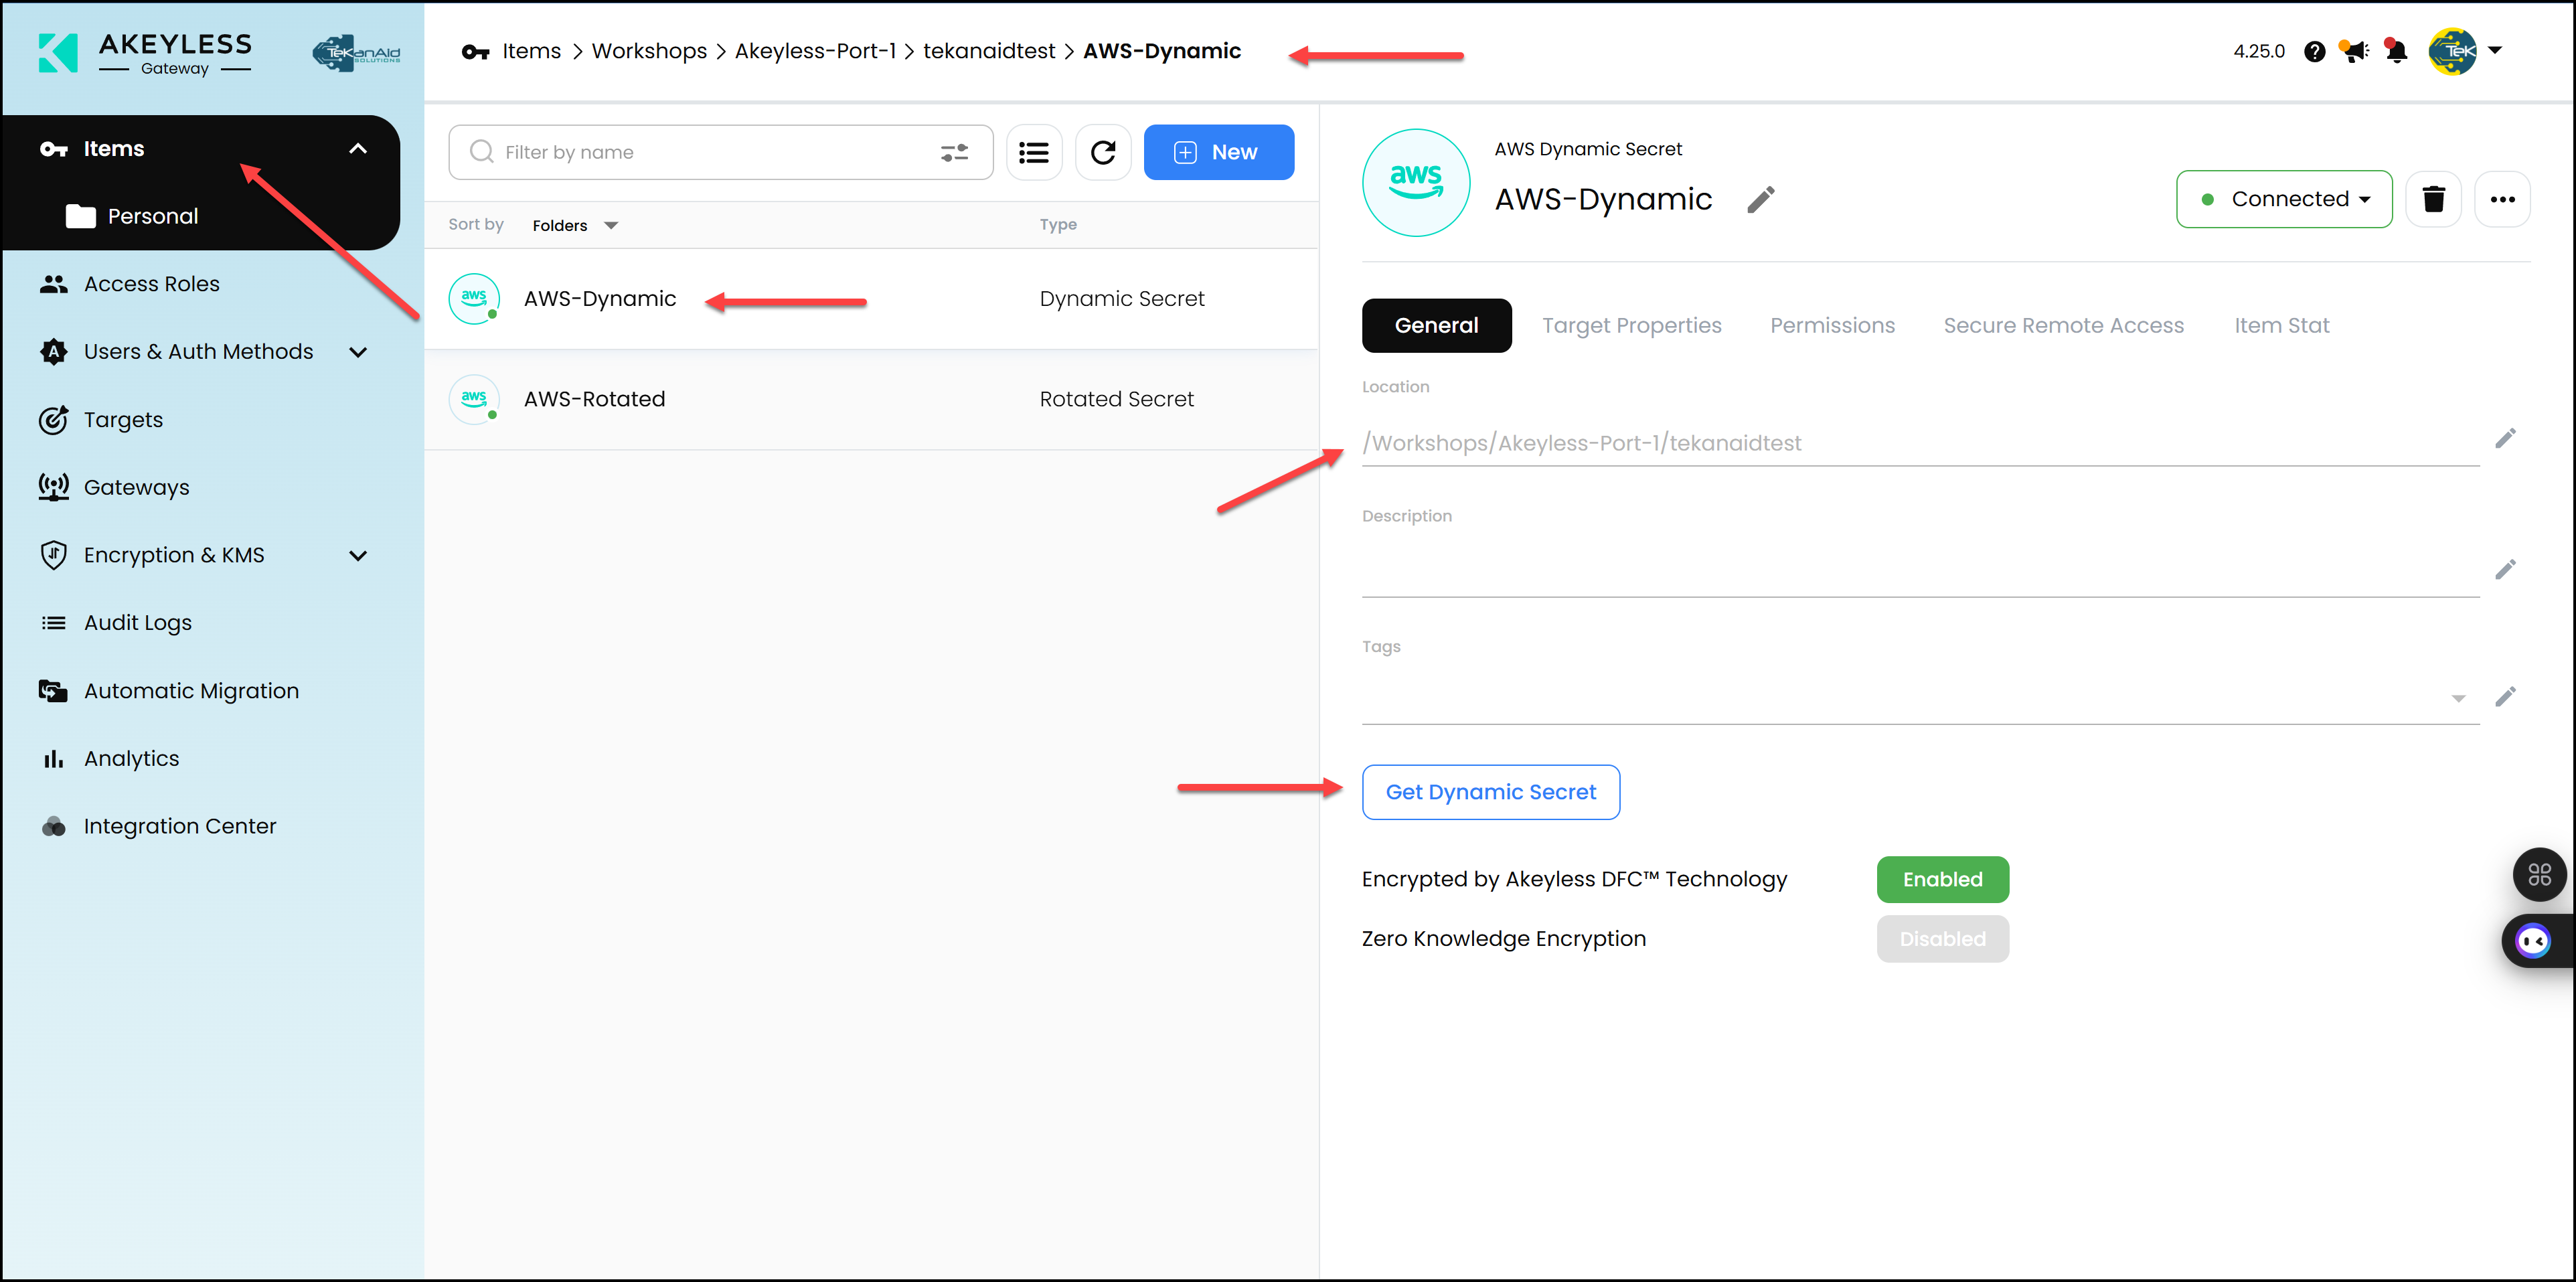 AKEYLESS
Gateway
TeKanAid
SOLUTIONS
Items > Workshops > Akeyless-Port-1 > tekanaidtest > AWS-Dynamic
4.25.0
TeK
Items
Personal
Access Roles
Users & Auth Methods
Targets
Gateways
Encryption & KMS
Audit Logs
Automatic Migration
Analytics
Integration Center
Filter by name
New
Sort by Folders Type
aws AWS-Dynamic Dynamic Secret
aws AWS-Rotated Rotated Secret
aws
AWS Dynamic Secret
AWS-Dynamic
Connected
General Target Properties Permissions Secure Remote Access Item Stat
Location
/Workshops/Akeyless-Port-1/tekanaidtest
Description
Tags
Get Dynamic Secret
Encrypted by Akeyless DFC™ Technology Enabled
Zero Knowledge Encryption Disabled